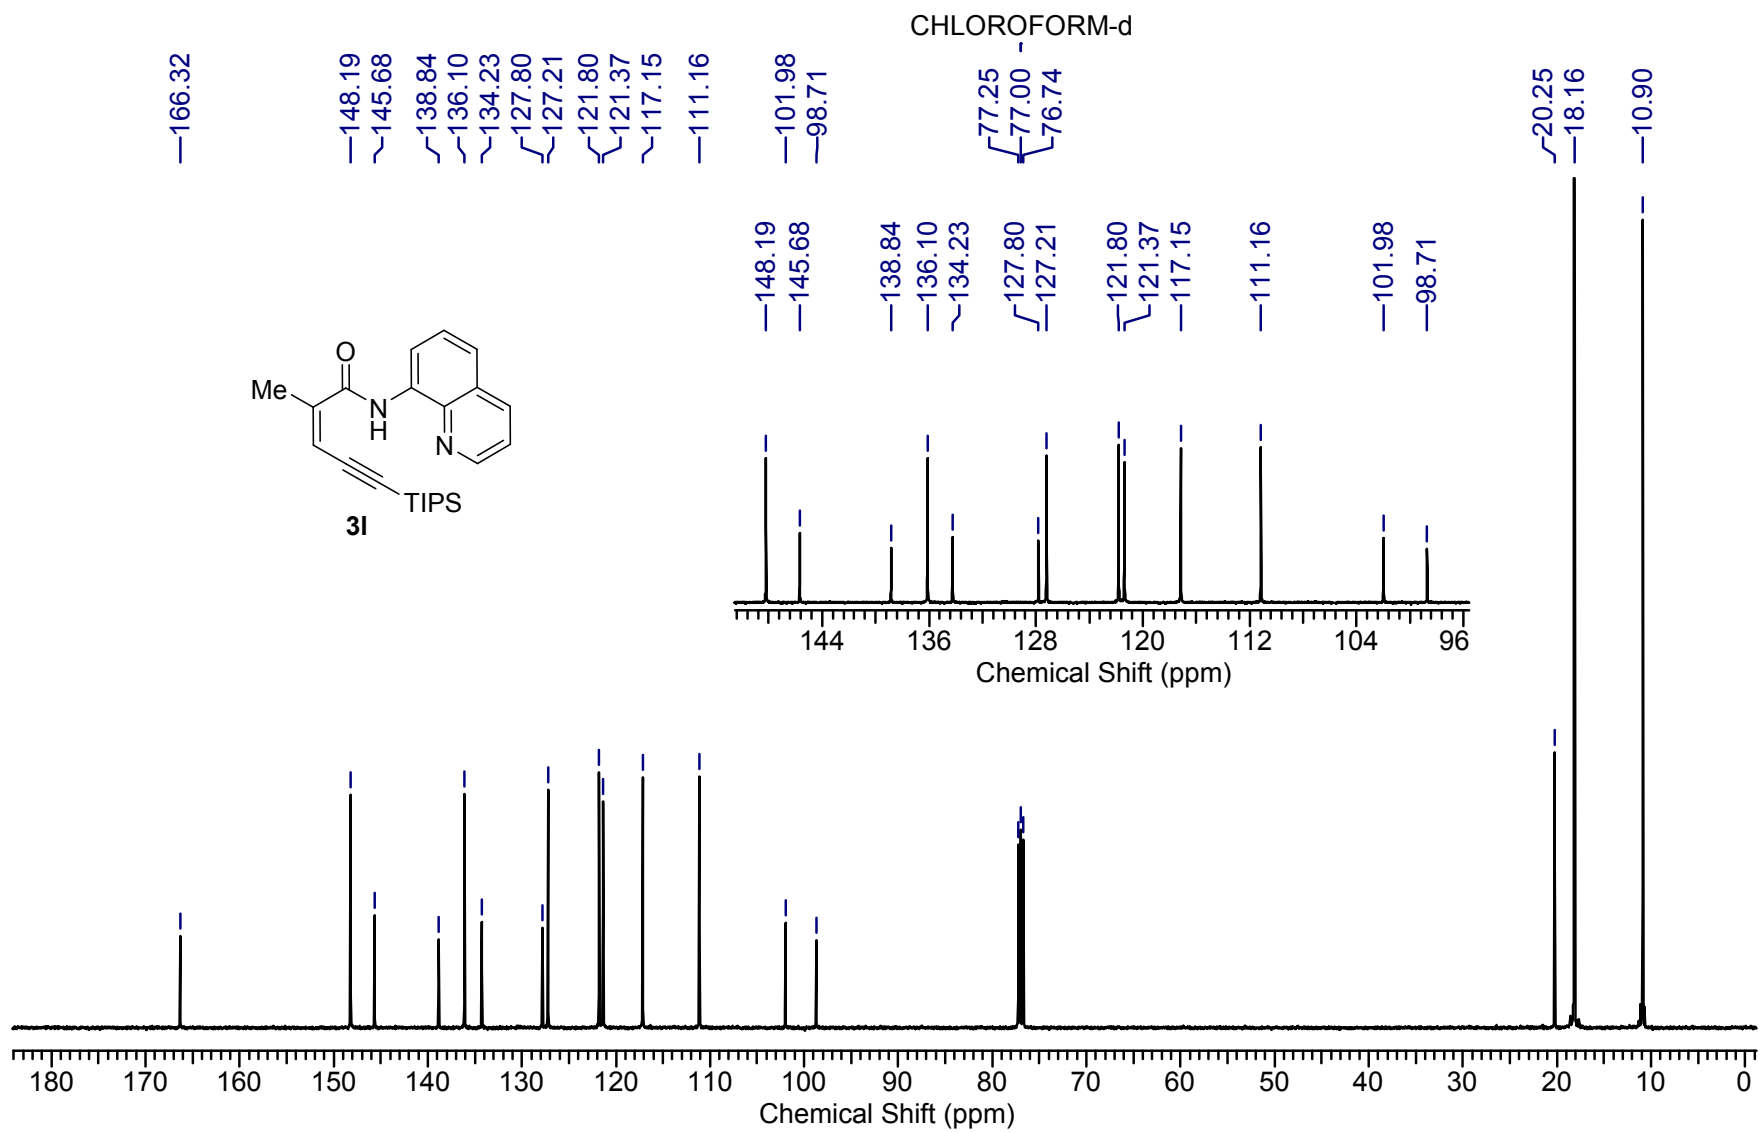 CHLOROFORM-d
166.32
148.19
145.68
138.84
136.10
134.23
127.80
127.21
121.80
121.37
117.15
111.16
101.98
98.71
77.25
77.00
76.74
20.25
18.16
10.90
148.19
145.68
138.84
136.10
134.23
127.80
127.21
121.80
121.37
117.15
111.16
101.98
98.71
144 136 128 120 112 104 96
Chemical Shift (ppm)
O
Me
N
H
N
TIPS
3l
180 170 160 150 140 130 120 110 100 90 80 70 60 50 40 30 20 10 0
Chemical Shift (ppm)